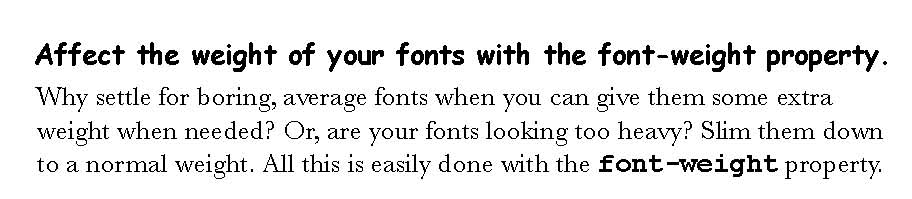 Affect the weight of your fonts with the font-weight property.
Why settle for boring, average fonts when you can give them some extra
weight when needed? Or, are your fonts looking too heavy? Slim them down
to a normal weight. All this is easily done with the font-weight property.